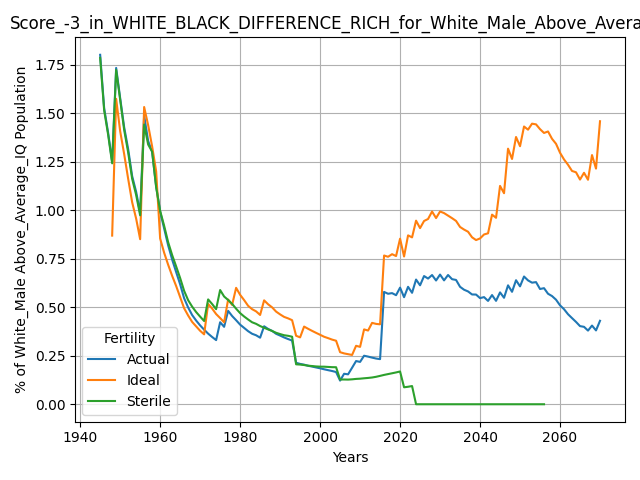 Score_-3_in_WHITE_BLACK_DIFFERENCE_RICH_for_White_Male_Above_Avera
% of White_Male Above_Average_IQ Population
1.75
1.50
1.25
1.00
0.75
0.50
0.25
0.00
Fertility
Actual
Ideal
Sterile
1940 1960 1980 2000 2020 2040 2060
Years